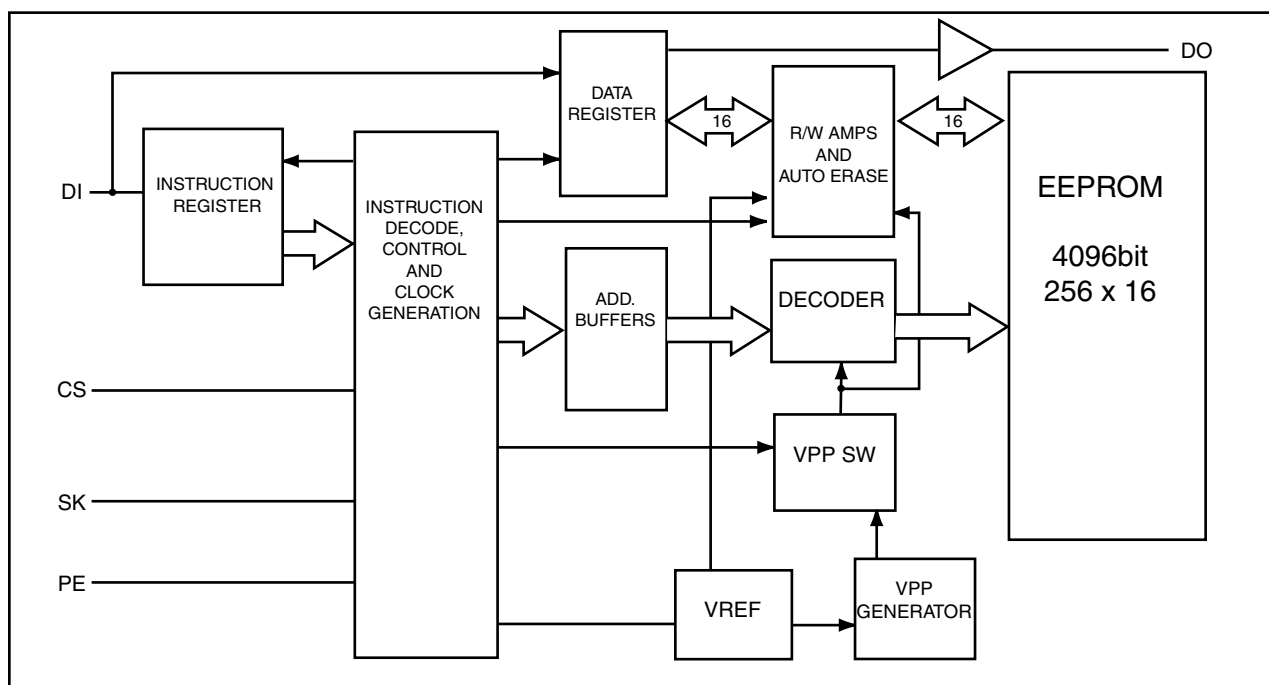 DO
DATA
REGISTER
16
R/W AMPS
AND
AUTO ERASE
16
EEPROM
4096bit
256 x 16
DI
INSTRUCTION
REGISTER
INSTRUCTION
DECODE,
CONTROL
AND
CLOCK
GENERATION
ADD.
BUFFERS
DECODER
CS
VPP SW
SK
PE
VREF
VPP
GENERATOR